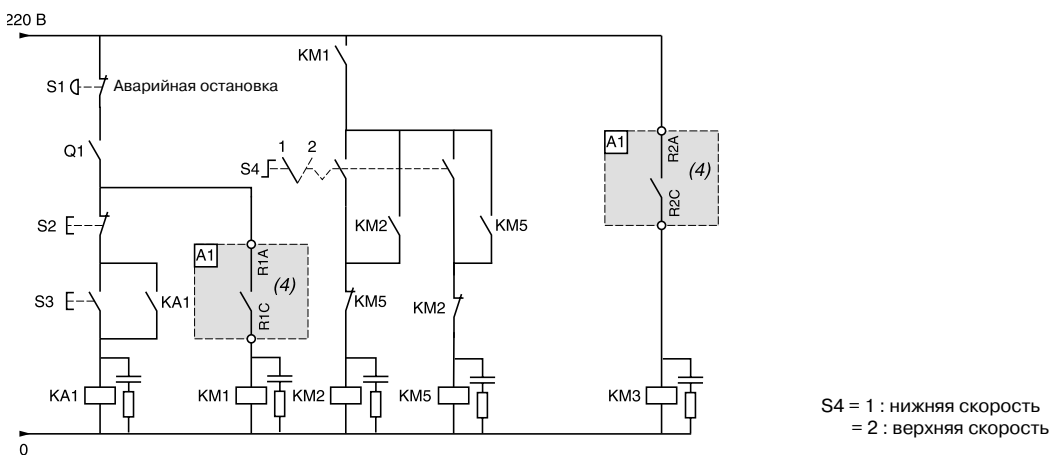 220 В
KM1
S1
Аварийная остановка
Q1
1 2
S4
A1
R2A
(4)
R2C
S2
KM2
KM5
A1
R1A
(4)
R1C
S3
KA1
KM5
KM2
KA1
KM1
KM2
KM5
KM3
S4 = 1 : нижняя скорость
= 2 : верхняя скорость
0